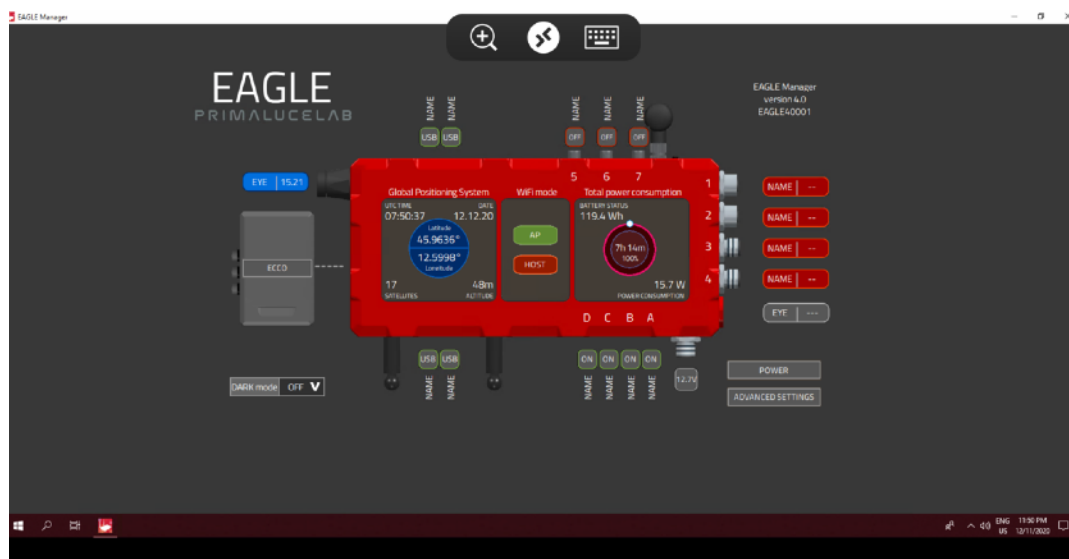 EAGLE Manager
EAGLE
PRIMALUCELAB
EAGLE Manager
version 4.0
EAGLE40001
NAME NAME
USB USB
NAME NAME NAME
OFF OFF OFF
5 6 7
EYE 15.21
ECCO
Global Positioning System
UTC TIME DATE
07:50:37 12.12.20
Latitude
45.9636°
12.5998°
Longitude
17 48m
SATELLITES ALTITUDE
WiFi mode
AP
HOST
Total power consumption
BATTERY STATUS
119.4 Wh
7h 14m
100%
15.7 W
POWER CONSUMPTION
D C B A
1 NAME --
2 NAME --
3 NAME --
4 NAME --
EYE ---
USB USB
NAME NAME
ON ON ON ON
NAME NAME NAME NAME
12.7V
DARK mode OFF V
POWER
ADVANCED SETTINGS
ENG 11:50 PM
US 12/11/2020